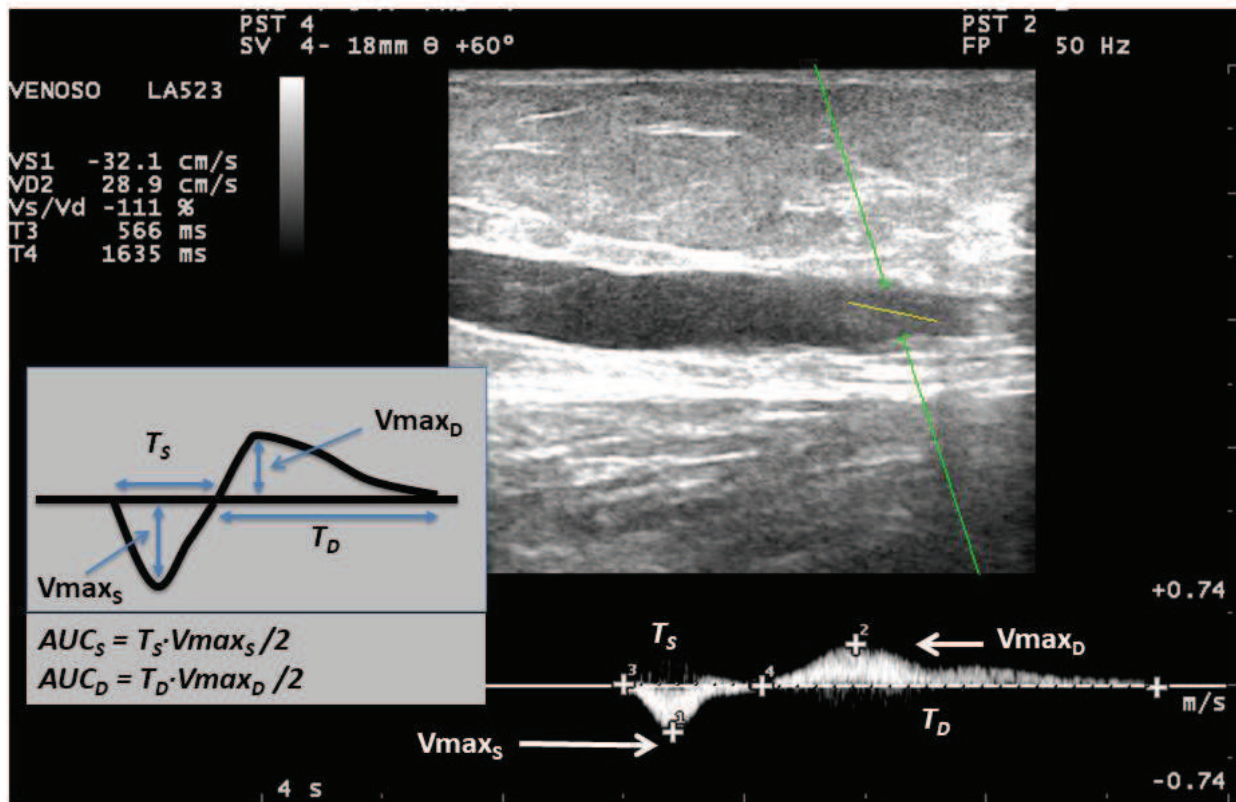 PST 4
SV 4- 18mm θ +60°
PST 2
FP 50 Hz
VENOSO LA523
VS1 -32.1 cm/s
VD2 28.9 cm/s
Vs/Vd -111 %
T3 566 ms
T4 1635 ms
T_S
Vmax_D
T_D
Vmax_S
AUC_S = T_S·Vmax_S /2
AUC_D = T_D·Vmax_D /2
+0.74
T_S
2
Vmax_D
3
4
m/s
1
T_D
Vmax_S
4 s
-0.74